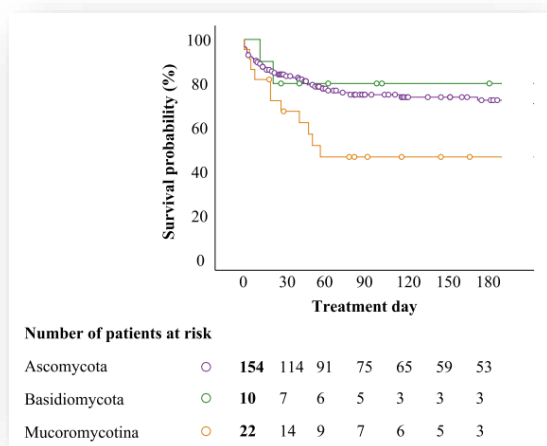 100
80
60
40
20
0
Survival probability (%)
0 30 60 90 120 150 180
Treatment day
Number of patients at risk
Ascomycota 154 114 91 75 65 59 53
Basidiomycota 10 7 6 5 3 3 3
Mucoromycotina 22 14 9 7 6 5 3